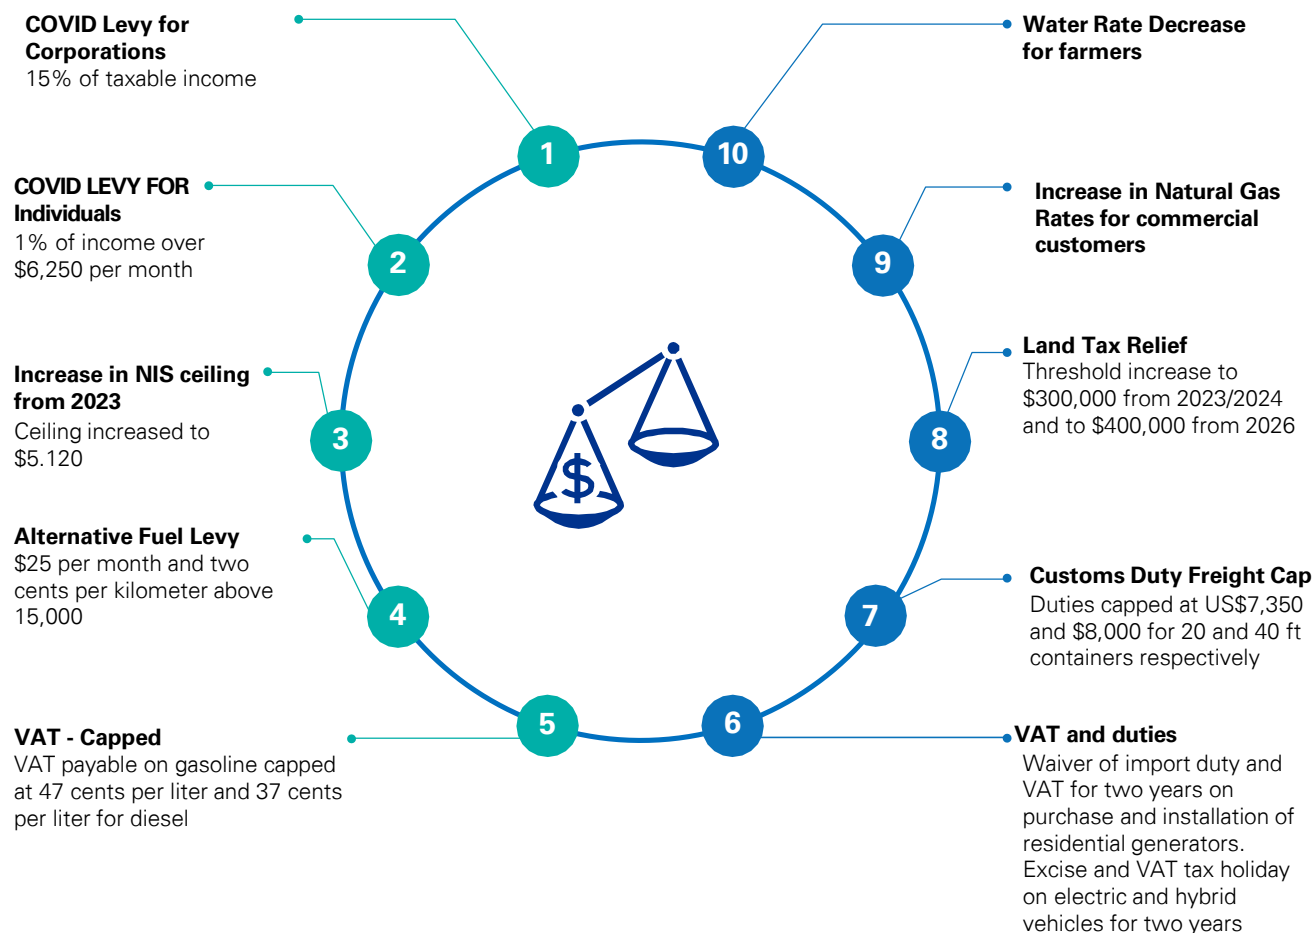 COVID Levy for
Corporations
15% of taxable income
1
COVID LEVY FOR
Individuals
1% of income over
$6,250 per month
2
Increase in NIS ceiling
from 2023
Ceiling increased to
$5.120
3
Alternative Fuel Levy
$25 per month and two
cents per kilometer above
15,000
4
VAT - Capped
VAT payable on gasoline capped
at 47 cents per liter and 37 cents
per liter for diesel
5
$
Water Rate Decrease
for farmers
10
Increase in Natural Gas
Rates for commercial
customers
9
Land Tax Relief
Threshold increase to
$300,000 from 2023/2024
and to $400,000 from 2026
8
Customs Duty Freight Cap
Duties capped at US$7,350
and $8,000 for 20 and 40 ft
containers respectively
7
VAT and duties
Waiver of import duty and
VAT for two years on
purchase and installation of
residential generators.
Excise and VAT tax holiday
on electric and hybrid
vehicles for two years
6